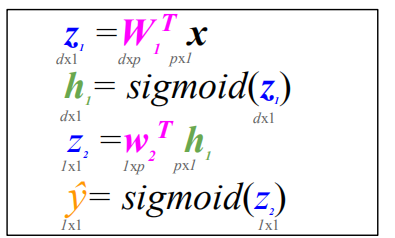 z₁ = W₁ᵀ x
dx1 dxp px1
h₁ = sigmoid(z₁)
dx1 dx1
z₂ = w₂ᵀ h₁
1x1 1xp px1
ŷ = sigmoid(z₂)
1x1 1x1